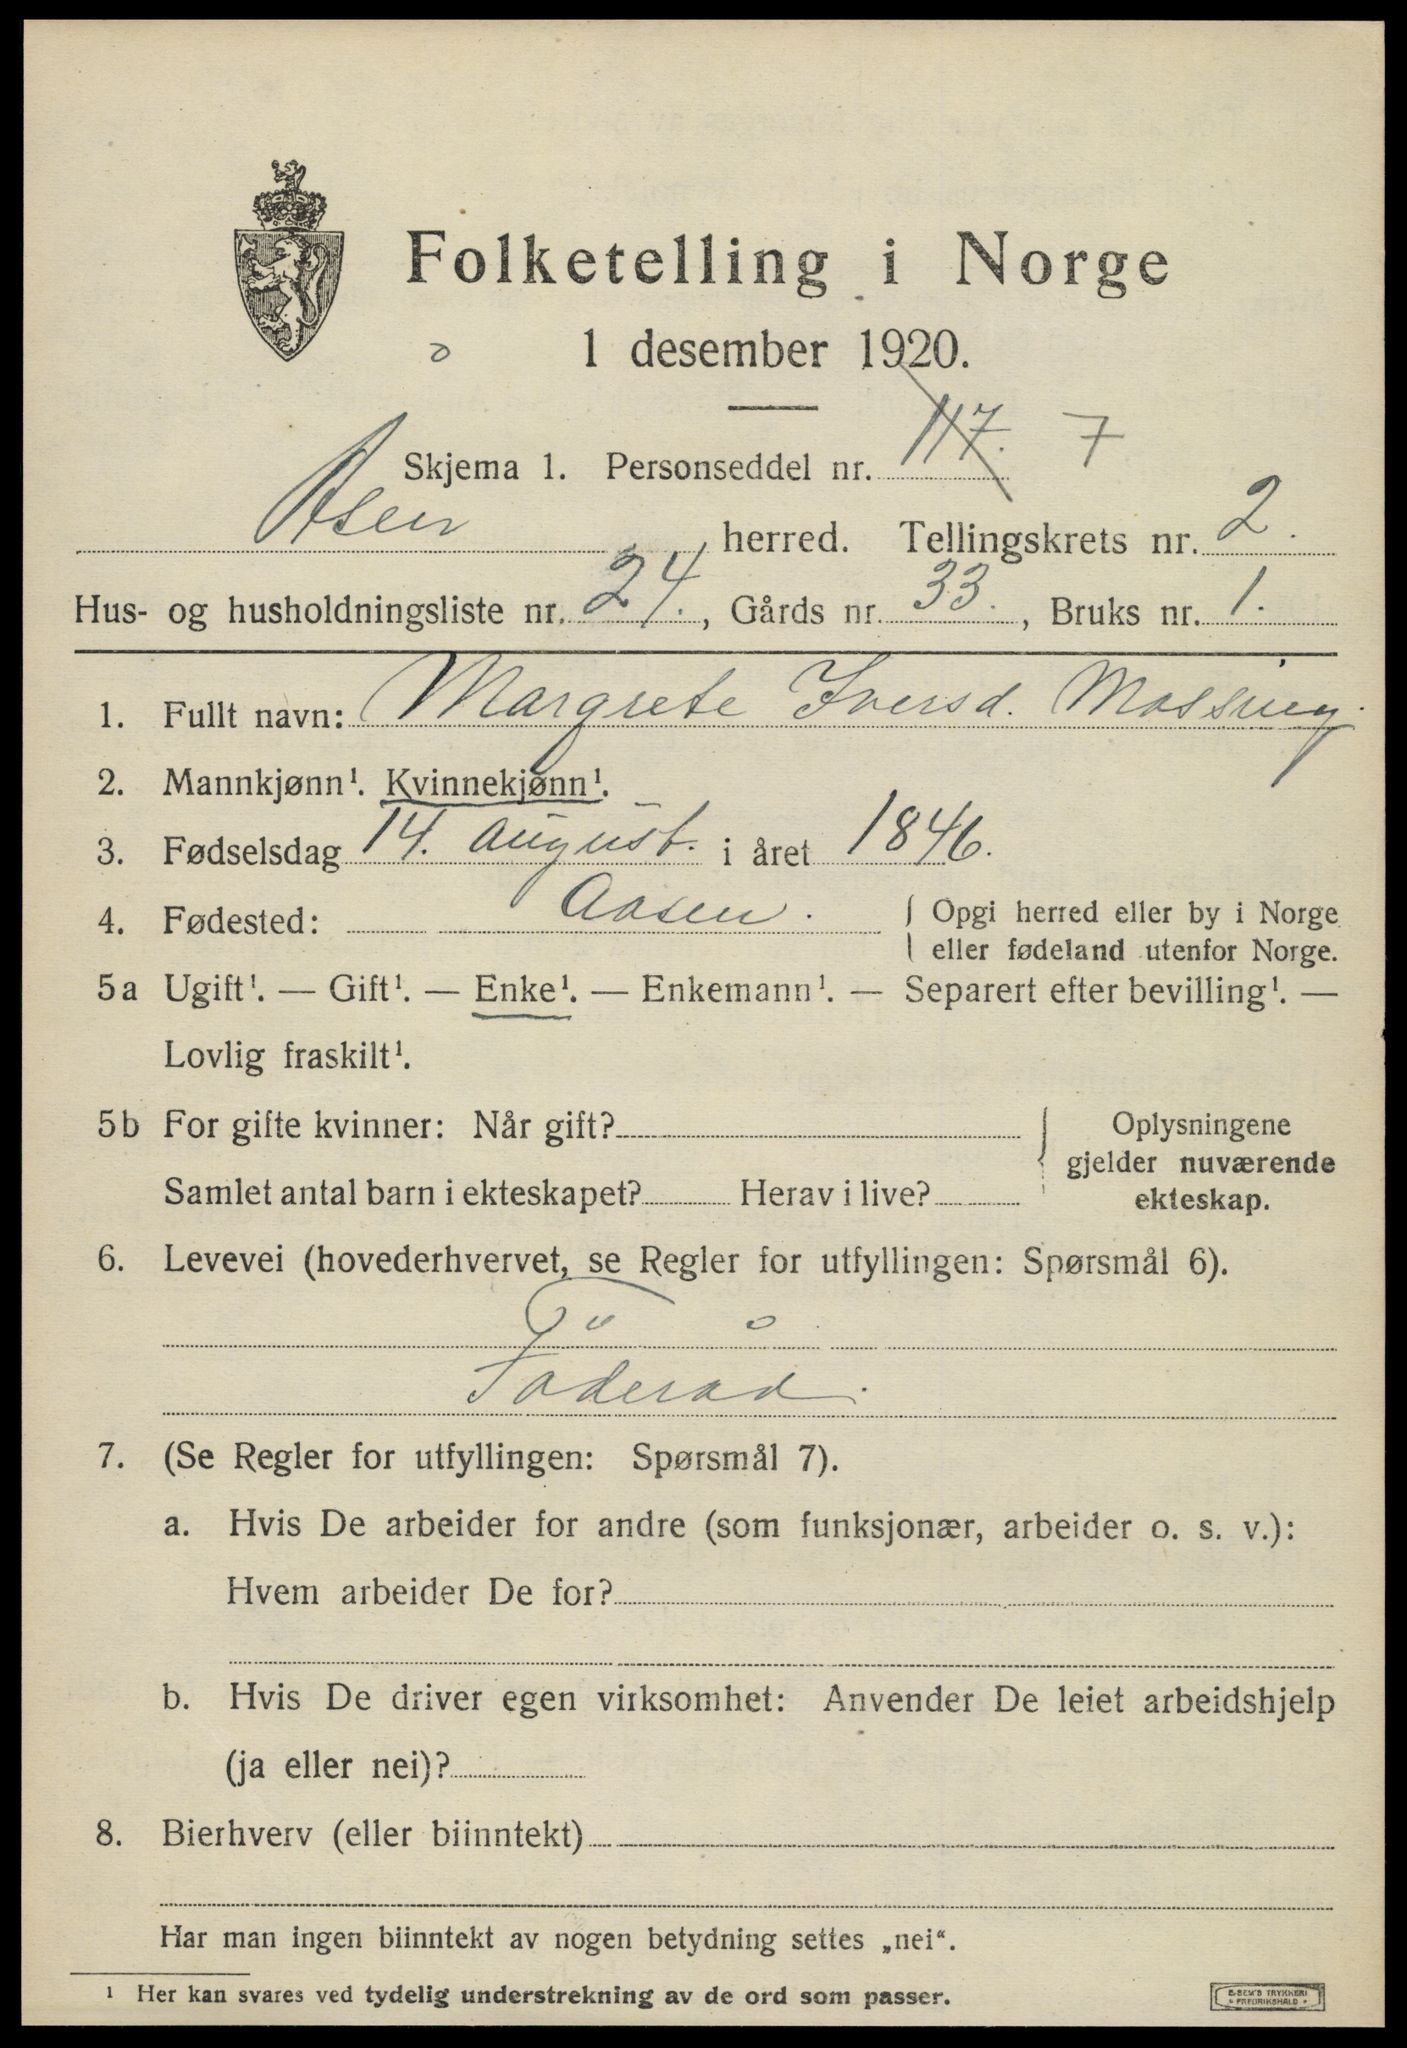 Folketelling i Norge
1 desember 1920.
Skjema 1. Personseddel nr. 117. 7
Åsen herred. Tellingskrets nr. 2.
Hus- og husholdningsliste nr. 24., Gårds nr. 33., Bruks nr. 1.
1. Fullt navn: Margrete Iversd. Mossing.
2. Mannkjønn¹. Kvinnekjønn¹.
3. Fødselsdag 14. august. i året 1846.
4. Fødested: Aasen. Opgi herred eller by i Norge
eller fødeland utenfor Norge.
5a Ugift¹. — Gift¹. — Enke¹. — Enkemann¹. — Separert efter bevilling¹. —
Lovlig fraskilt¹.
5b For gifte kvinner: Når gift? Oplysningene
gjelder nuværende
Samlet antal barn i ekteskapet? Herav i live? ekteskap.
6. Levevei (hovederhvervet, se Regler for utfyllingen: Spørsmål 6).
Föderåd.
7. (Se Regler for utfyllingen: Spørsmål 7).
a. Hvis De arbeider for andre (som funksjonær, arbeider o. s. v.):
Hvem arbeider De for?
b. Hvis De driver egen virksomhet: Anvender De leiet arbeidshjelp
(ja eller nei)?
8. Bierhverv (eller biinntekt)
Har man ingen biinntekt av nogen betydning settes „nei“.
¹ Her kan svares ved tydelig understrekning av de ord som passer.
E. SEM'S TRYKKERI
FREDRIKSHALD